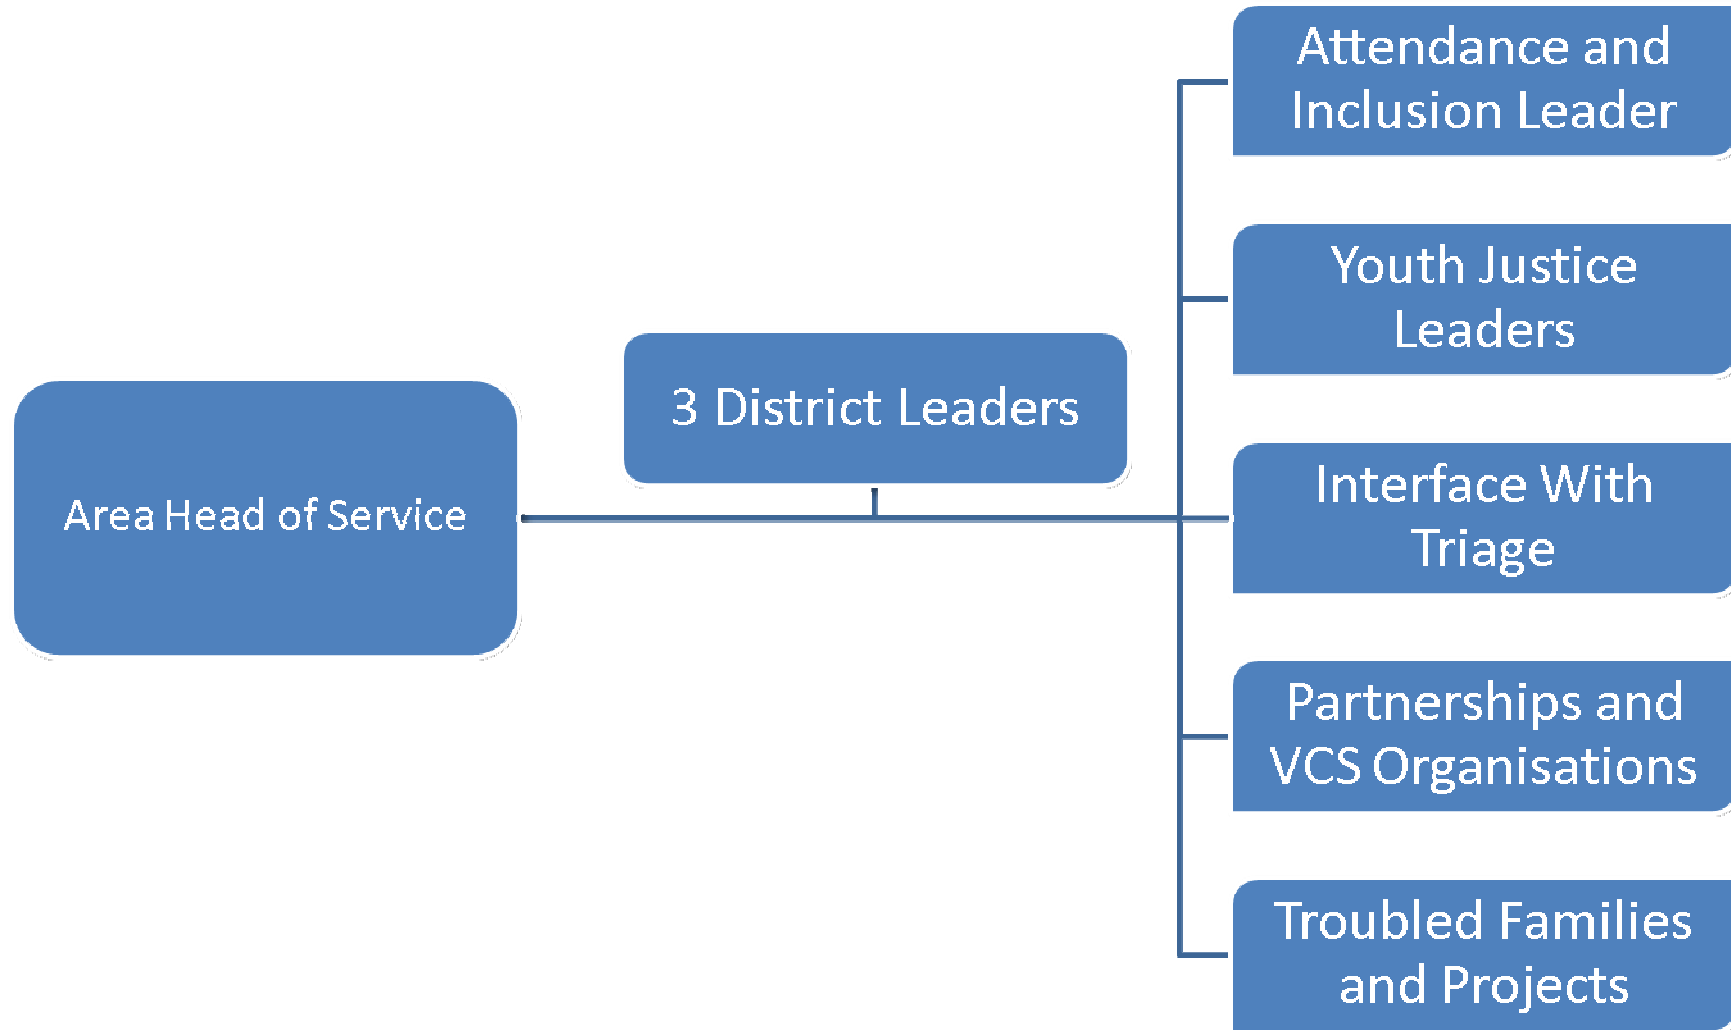 Area Head of Service
3 District Leaders
Attendance and
Inclusion Leader
Youth Justice
Leaders
Interface With
Triage
Partnerships and
VCS Organisations
Troubled Families
and Projects